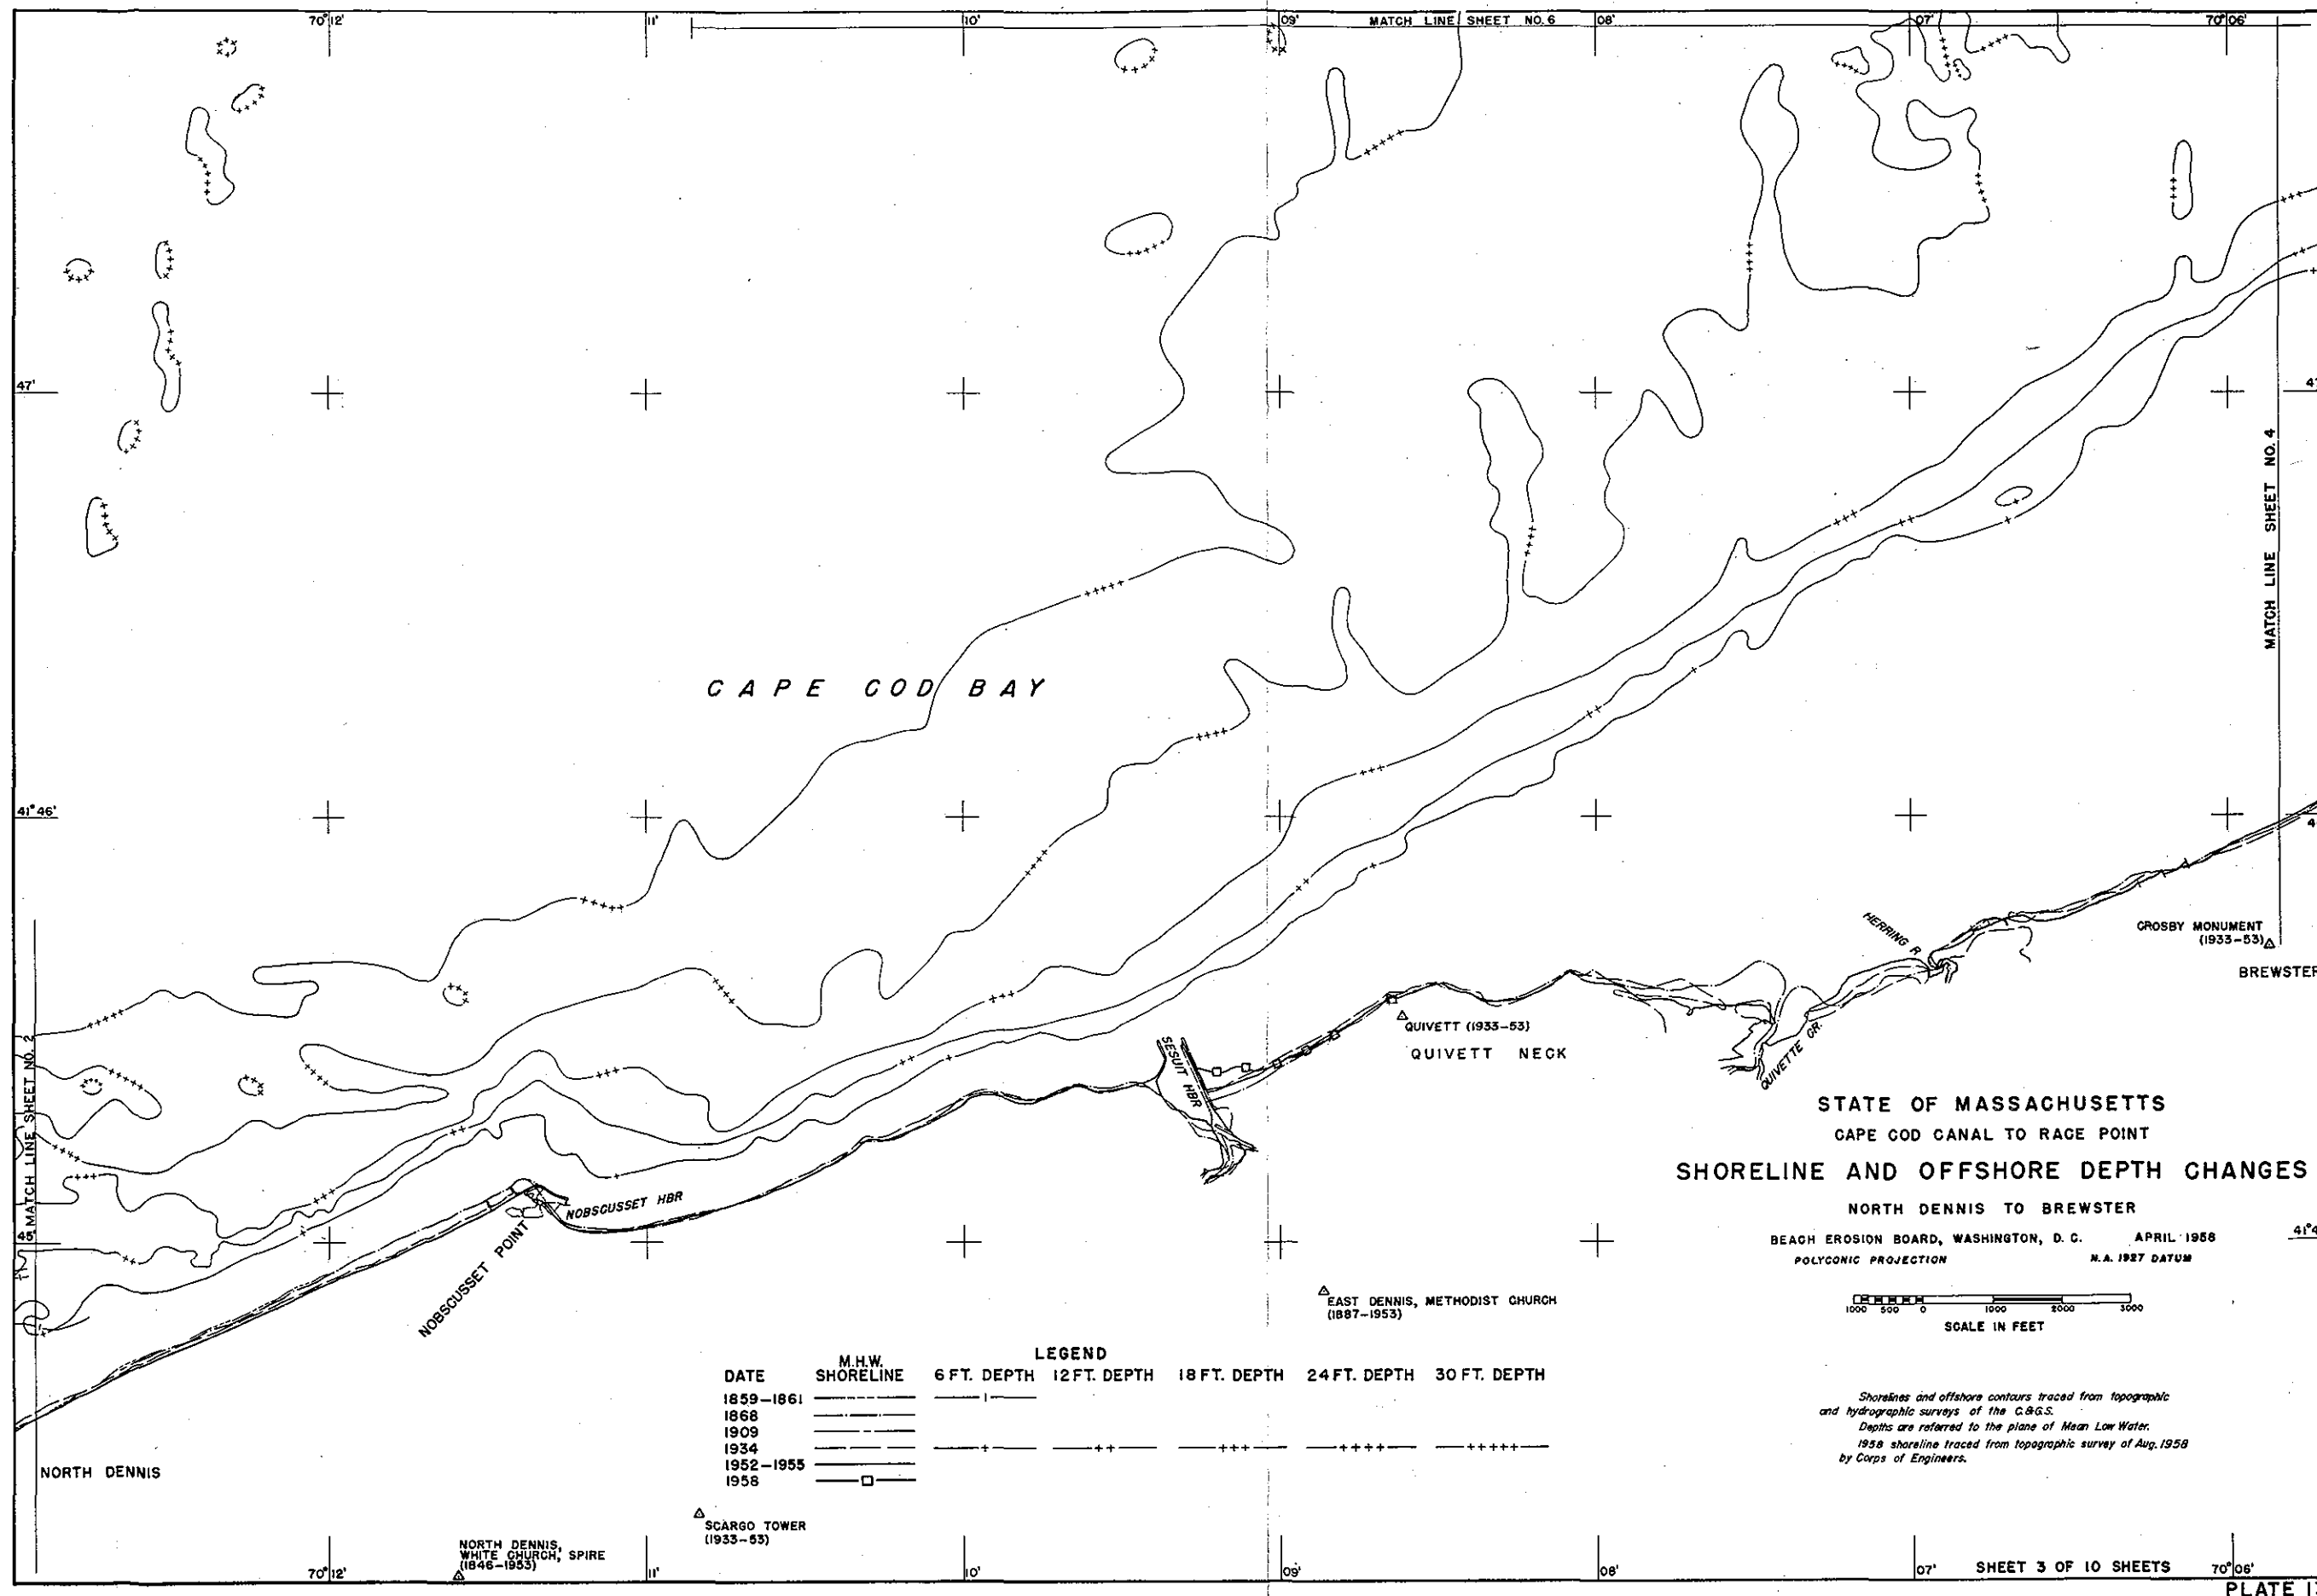 70°12' 11' 10' 09' MATCH LINE SHEET NO. 6 08' 07' 70°06'
47'
MATCH LINE SHEET NO. 4
CAPE COD BAY
41°46'
HERRING R.
CROSBY MONUMENT
(1933-53)
BREWSTER
QUIVETT (1933-53)
QUIVETT NECK
SESUIT HBR
QUIVETTE CR.
MATCH LINE SHEET NO. 2
45'
NOBSCUSSET HBR
NOBSCUSSET POINT
STATE OF MASSACHUSETTS
CAPE COD CANAL TO RACE POINT
SHORELINE AND OFFSHORE DEPTH CHANGES
NORTH DENNIS TO BREWSTER
BEACH EROSION BOARD, WASHINGTON, D. C. APRIL 1958
POLYCONIC PROJECTION N.A. 1927 DATUM
1000 500 0 1000 2000 3000
SCALE IN FEET
EAST DENNIS, METHODIST CHURCH
(1887-1953)
LEGEND
DATE M.H.W. SHORELINE 6 FT. DEPTH 12 FT. DEPTH 18 FT. DEPTH 24 FT. DEPTH 30 FT. DEPTH
1859-1861
1868
1909
1934
1952-1955
1958
Shorelines and offshore contours traced from topographic
and hydrographic surveys of the C.&G.S.
Depths are referred to the plane of Mean Low Water.
1958 shoreline traced from topographic survey of Aug. 1958
by Corps of Engineers.
NORTH DENNIS
SCARGO TOWER
(1933-53)
NORTH DENNIS,
WHITE CHURCH, SPIRE
(1846-1953)
70°12' 11' 10' 09' 08' 07' SHEET 3 OF 10 SHEETS 70°06'
PLATE